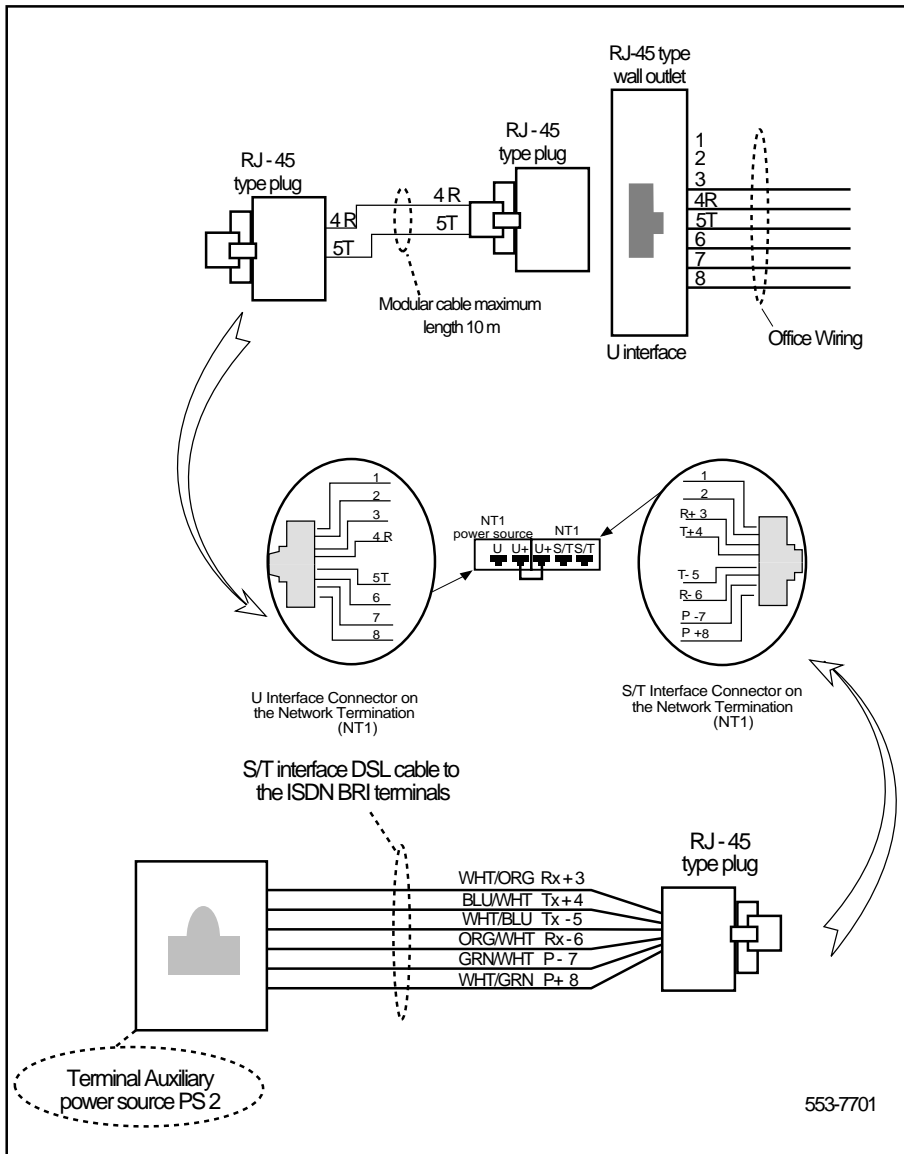 RJ-45 type
wall outlet
RJ - 45
type plug
RJ - 45
type plug
1
2
3
4R
5T
6
7
8
4 R
5T
4 R
5T
Modular cable maximum
length 10 m
U interface
Office Wiring
1
2
3
4 R
5T
6
7
8
NT1
power source
NT1
U U+ U+ S/T S/T
1
2
R+ 3
T+4
T- 5
R- 6
P -7
P +8
U Interface Connector on
the Network Termination
(NT1)
S/T Interface Connector on
the Network Termination
(NT1)
S/T interface DSL cable to
the ISDN BRI terminals
RJ - 45
type plug
WHT/ORG Rx + 3
BLU/WHT Tx + 4
WHT/BLU Tx - 5
ORG/WHT Rx - 6
GRN/WHT P - 7
WHT/GRN P + 8
Terminal Auxiliary
power source PS 2
553-7701